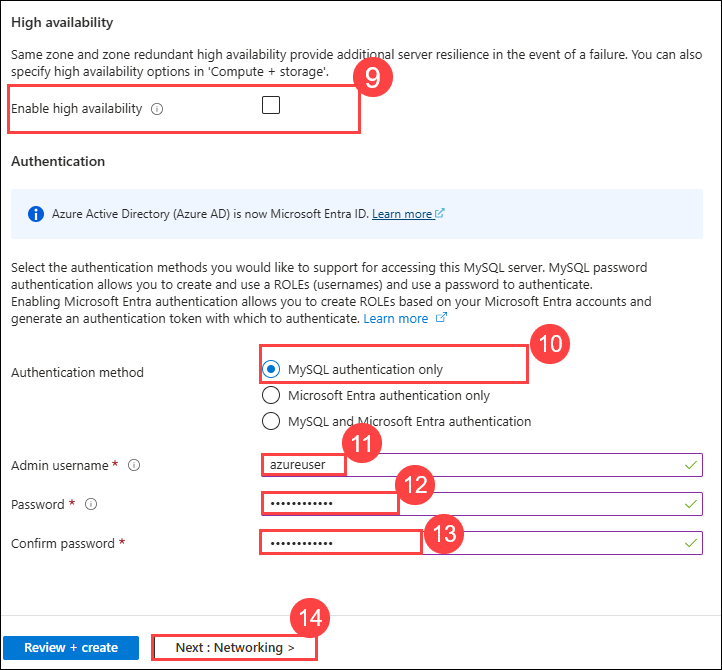 High availability
Same zone and zone redundant high availability provide additional server resilience in the event of a failure. You can also
specify high availability options in 'Compute + storage'.
9
Enable high availability
Authentication
Azure Active Directory (Azure AD) is now Microsoft Entra ID. Learn more
Select the authentication methods you would like to support for accessing this MySQL server. MySQL password
authentication allows you to create and use a ROLEs (usernames) and use a password to authenticate.
Enabling Microsoft Entra authentication allows you to create ROLEs based on your Microsoft Entra accounts and
generate an authentication token with which to authenticate. Learn more
10
Authentication method
MySQL authentication only
Microsoft Entra authentication only
MySQL and Microsoft Entra authentication
11
Admin username *
azureuser
12
Password *
••••••••••••
13
Confirm password *
••••••••••••
14
Review + create
Next : Networking >